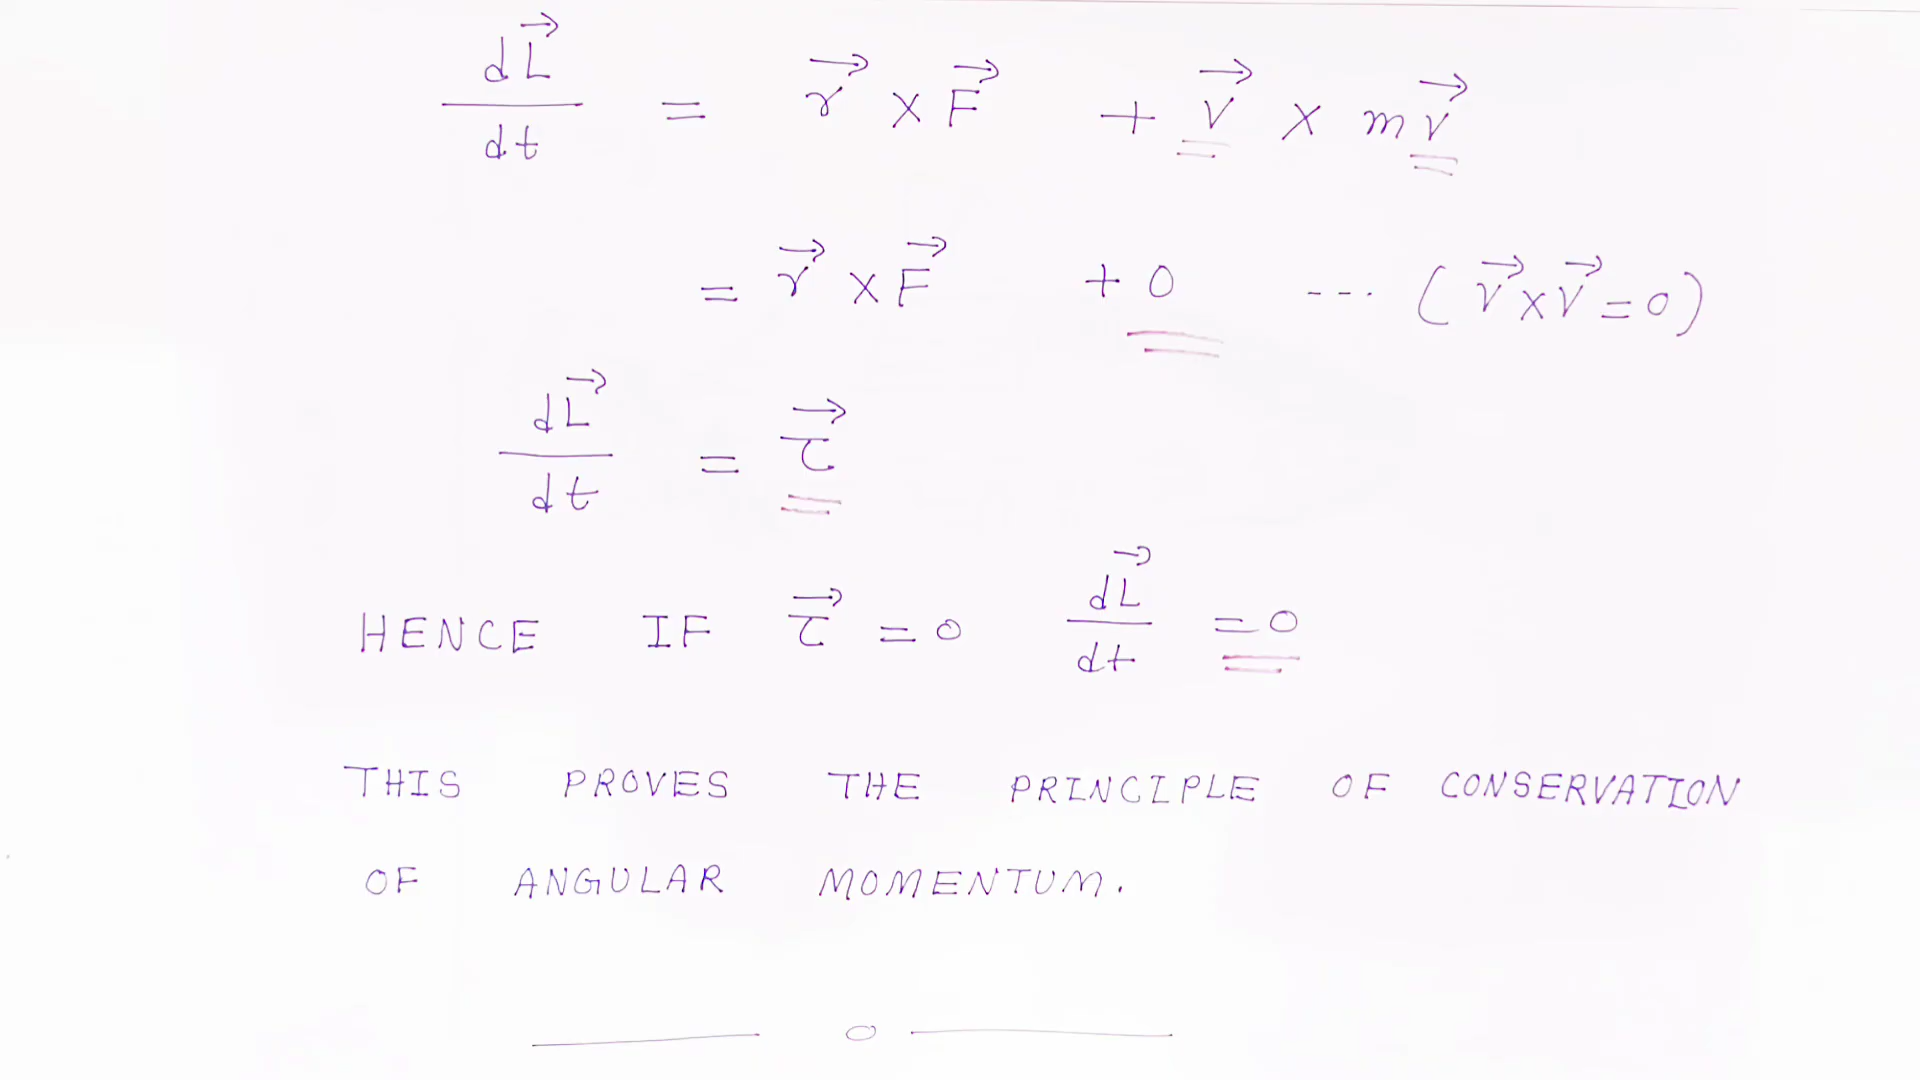 dL⃗/dt = r⃗ × F⃗ + v⃗ × mv⃗
= r⃗ × F⃗ + 0 --- (v⃗ × v⃗ = 0)
dL⃗/dt = τ⃗
HENCE IF τ⃗ = 0 dL⃗/dt = 0
THIS PROVES THE PRINCIPLE OF CONSERVATION
OF ANGULAR MOMENTUM.